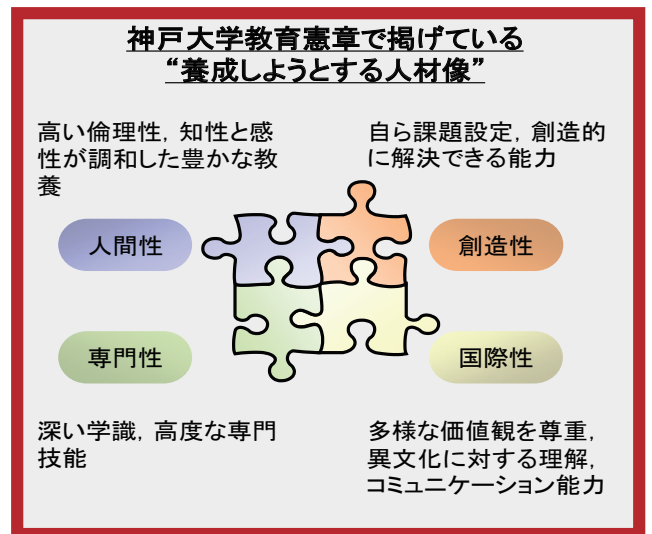 神戸大学教育憲章で掲げている
“養成しようとする人材像”
高い倫理性，知性と感
性が調和した豊かな教
養
自ら課題設定，創造的
に解決できる能力
人間性
創造性
専門性
国際性
深い学識，高度な専門
技能
多様な価値観を尊重，
異文化に対する理解，
コミュニケーション能力